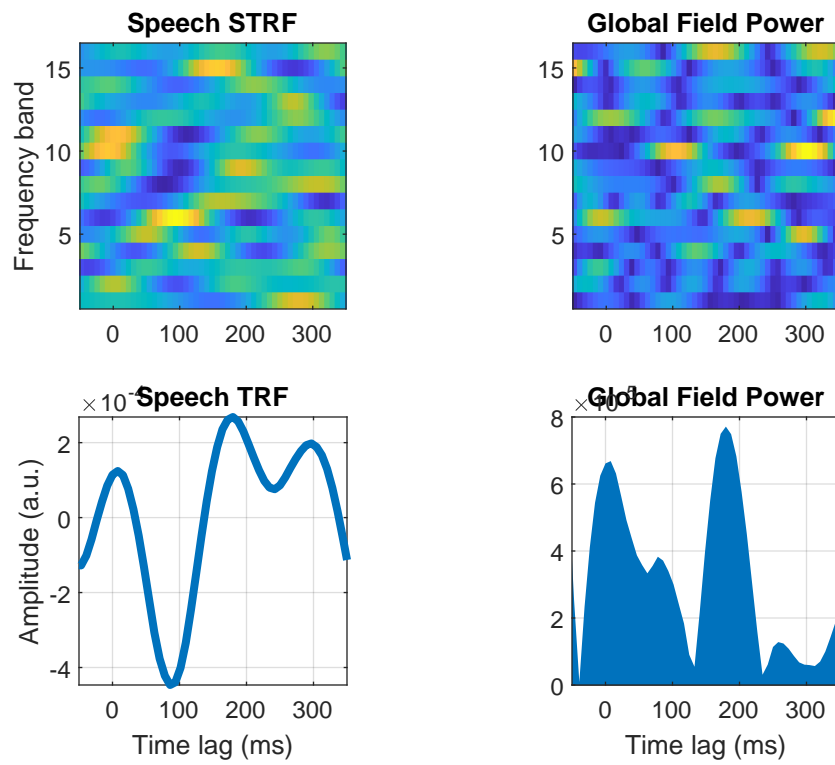 Speech STRF
Frequency band
15
10
5
0 100 200 300
Global Field Power
15
10
5
0 100 200 300
× 10⁻⁴
Speech TRF
Amplitude (a.u.)
2
0
-2
-4
0 100 200 300
Time lag (ms)
Global Field Power
8
6
4
2
0
0 100 200 300
Time lag (ms)